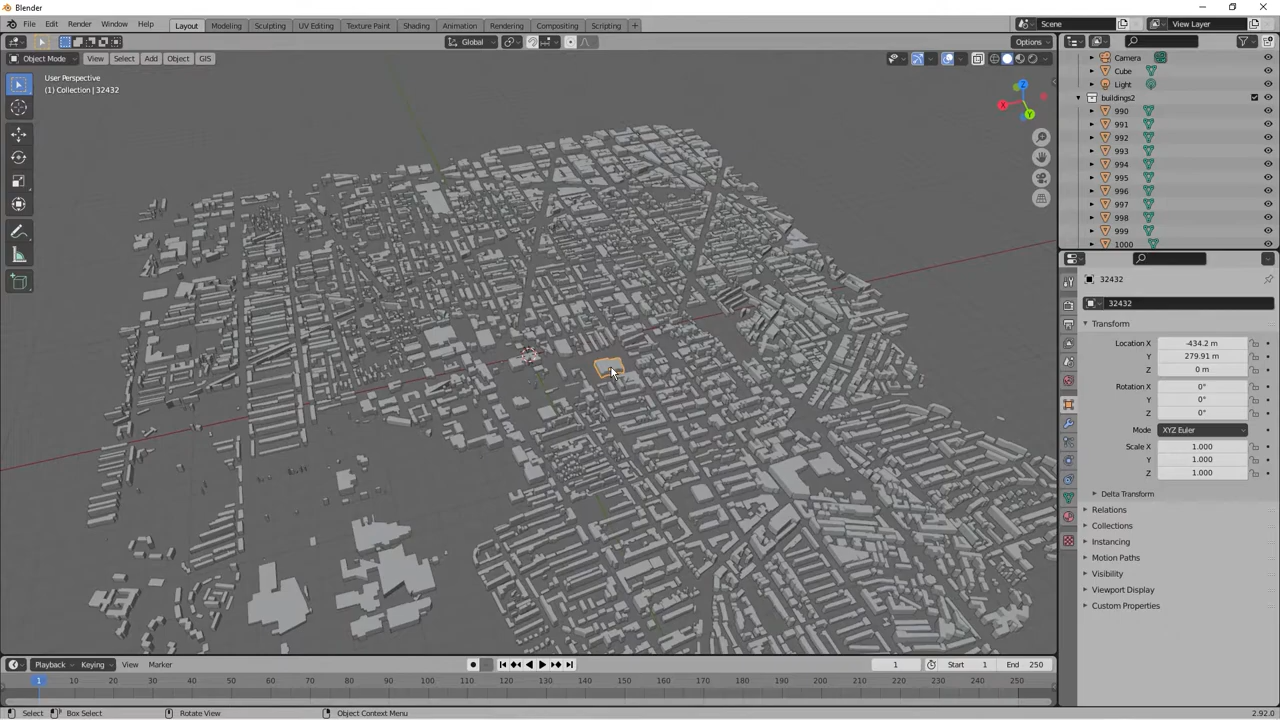 Blender
File Edit Render Window Help
Layout Modeling Sculpting UV Editing Texture Paint Shading Animation Rendering Compositing Scripting +
Scene
View Layer
Global
Options
Object Mode View Select Add Object GIS
User Perspective
(1) Collection | 32432
Z
X
Y
Camera
Cube
Light
buildings2
990
991
992
993
994
995
996
997
998
999
1000
32432
32432
Transform
Location X -434.2 m
Y 279.91 m
Z 0 m
Rotation X 0°
Y 0°
Z 0°
Mode XYZ Euler
Scale X 1.000
Y 1.000
Z 1.000
Delta Transform
Relations
Collections
Instancing
Motion Paths
Visibility
Viewport Display
Custom Properties
Playback Keying View Marker
1 Start 1 End 250
1 10 20 30 40 50 60 70 80 90 100 110 120 130 140 150 160 170 180 190 200 210 220 230 240 250
Select Box Select Rotate View Object Context Menu 2.92.0